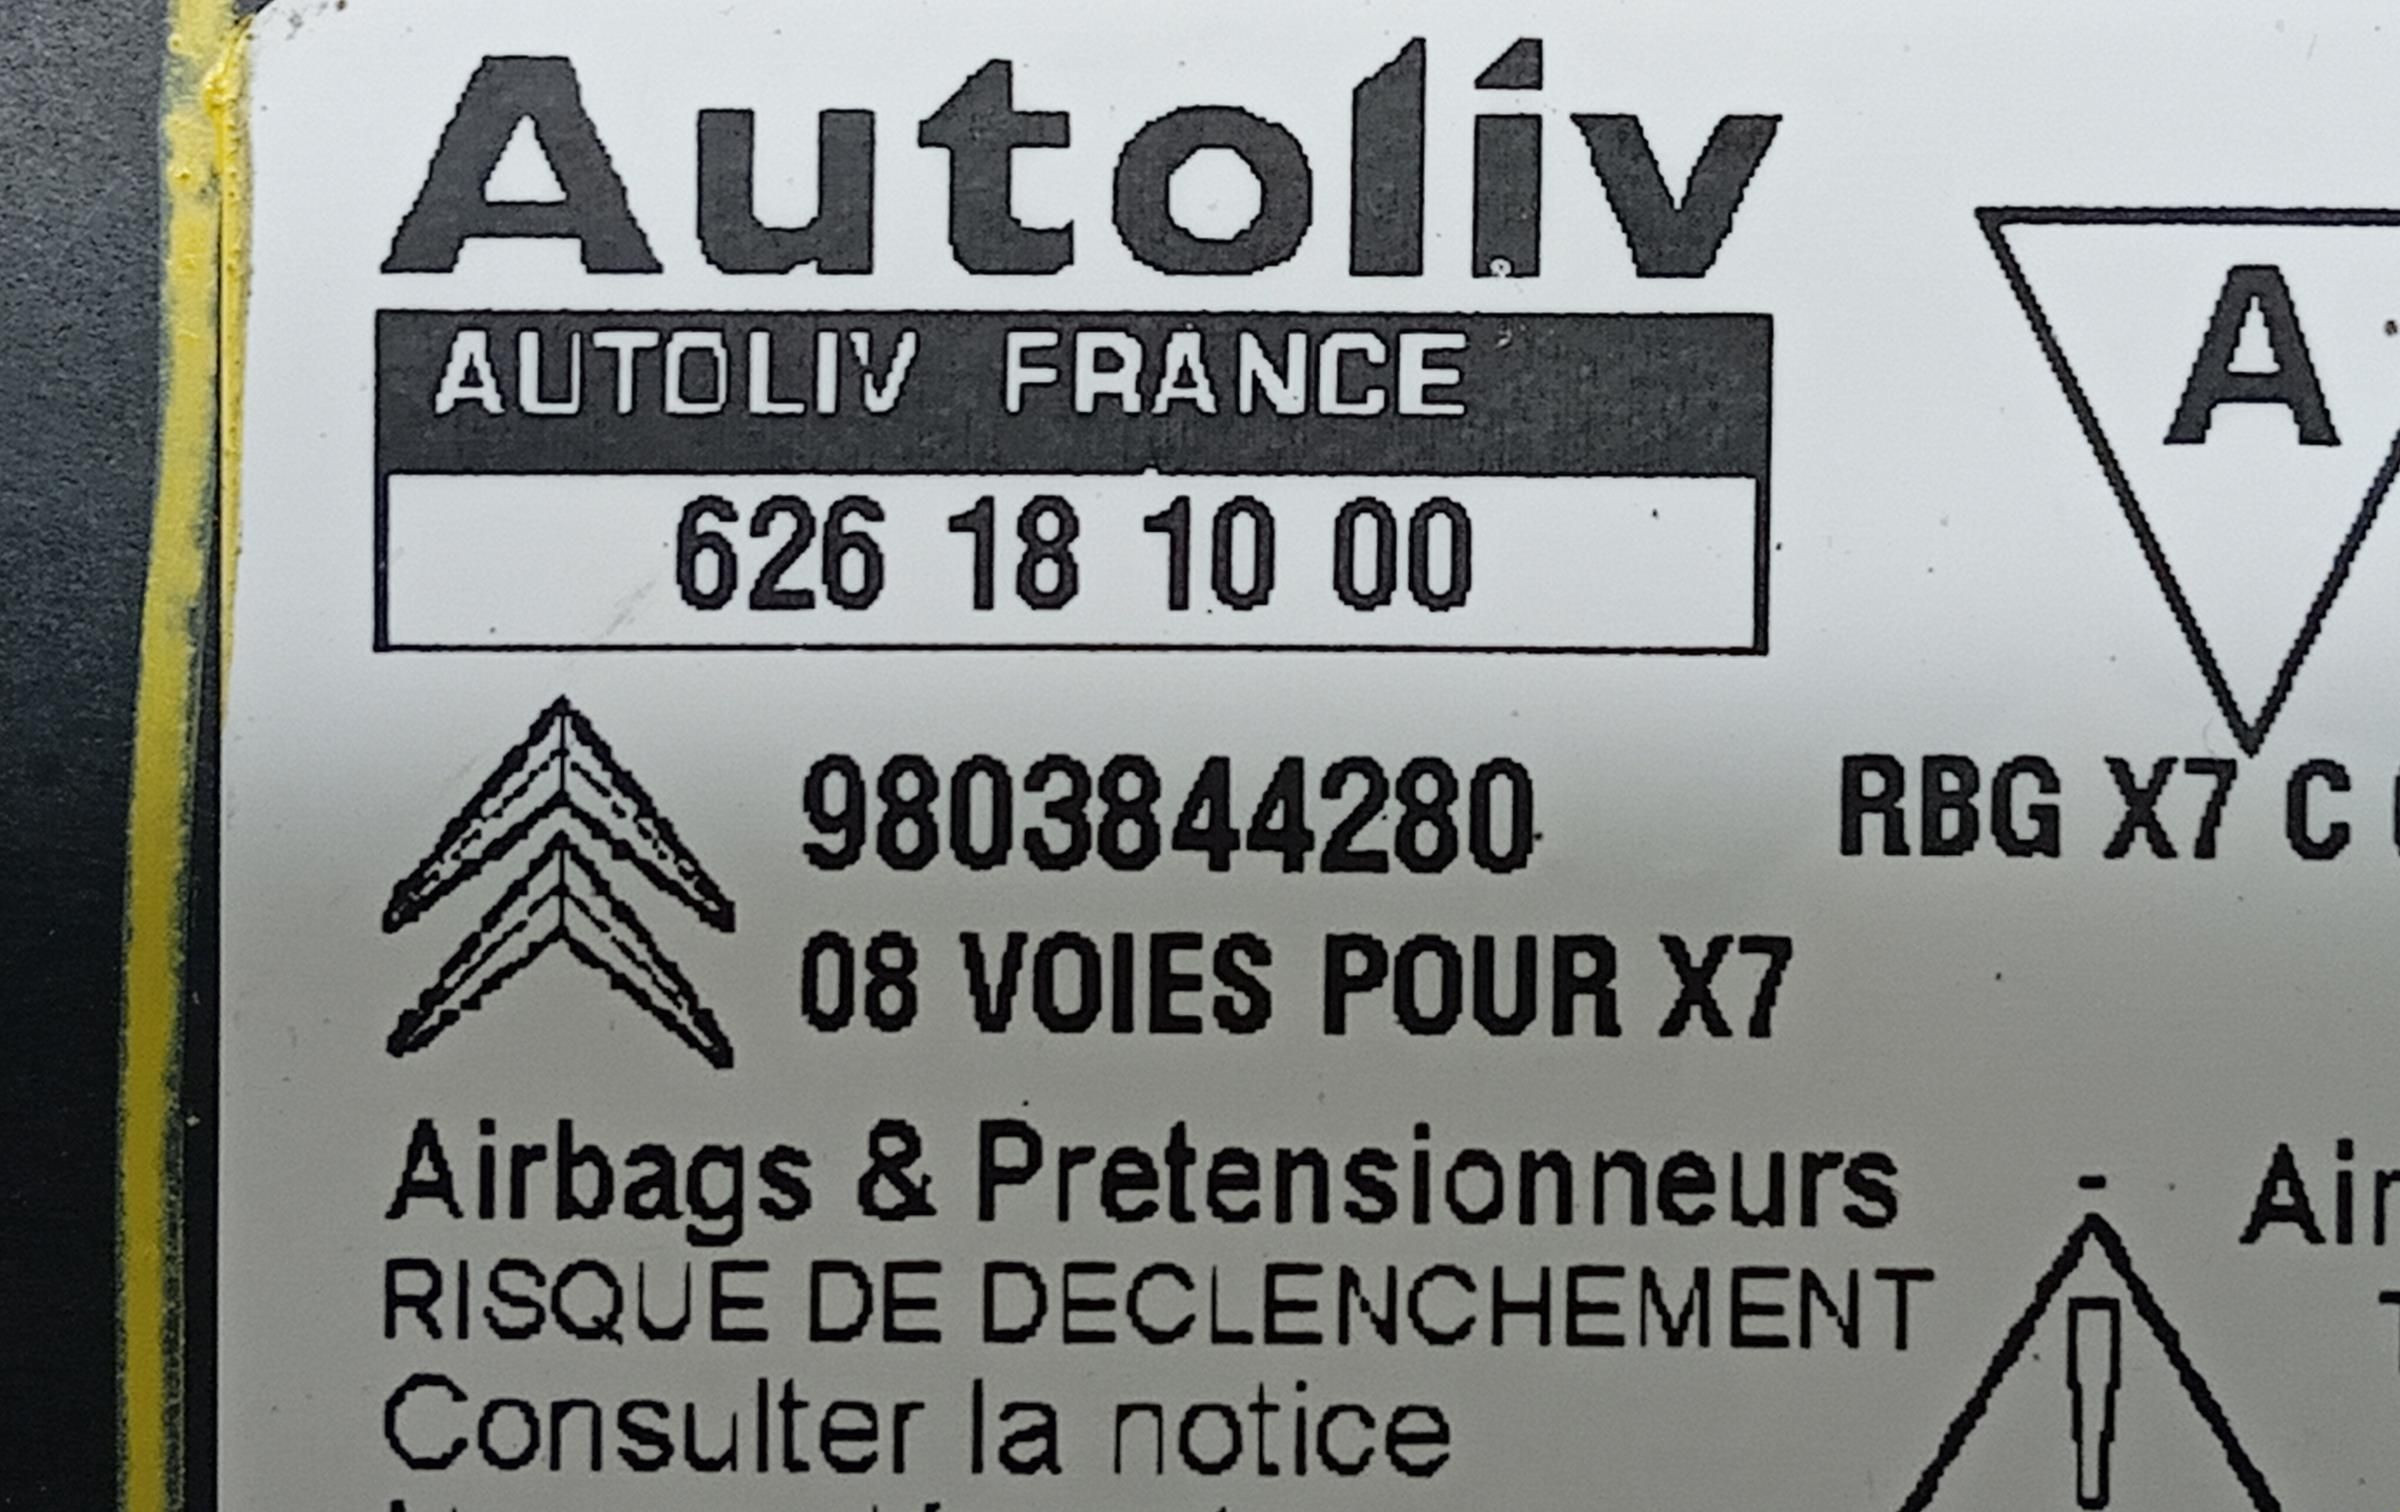 Autoliv
AUTOLIV FRANCE
A
626 18 10 00
9803844280
RBG X7 C
08 VOIES POUR X7
Airbags & Pretensionneurs -
RISQUE DE DECLENCHEMENT
Consulter la notice